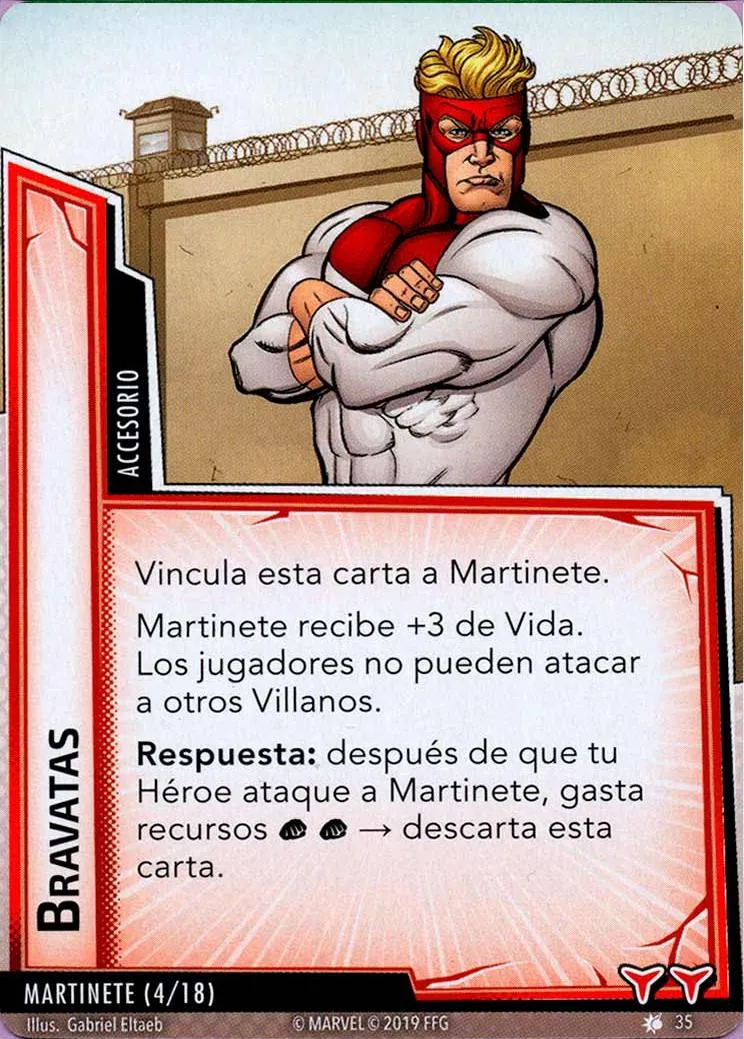 ACCESORIO
BRAVATAS
Vincula esta carta a Martinete.
Martinete recibe +3 de Vida.
Los jugadores no pueden atacar
a otros Villanos.
Respuesta: después de que tu
Héroe ataque a Martinete, gasta
recursos → descarta esta
carta.
MARTINETE (4/18)
Illus. Gabriel Eltaeb
© MARVEL © 2019 FFG
35